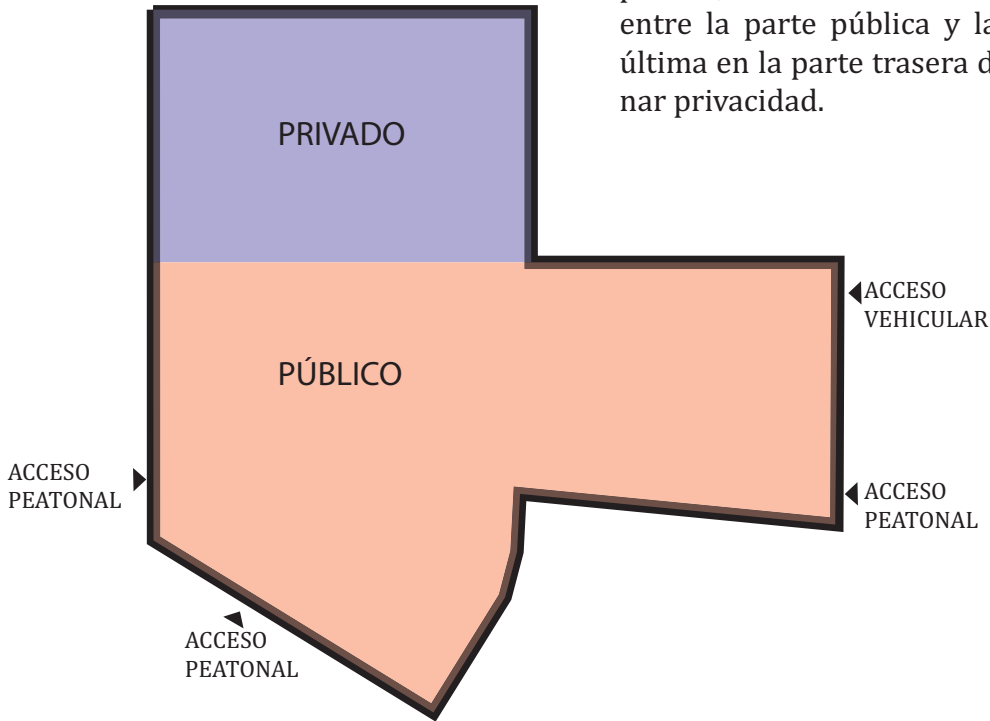 entre la parte pública y la
última en la parte trasera d
nar privacidad.
PRIVADO
ACCESO
VEHICULAR
PÚBLICO
ACCESO
PEATONAL
ACCESO
PEATONAL
ACCESO
PEATONAL